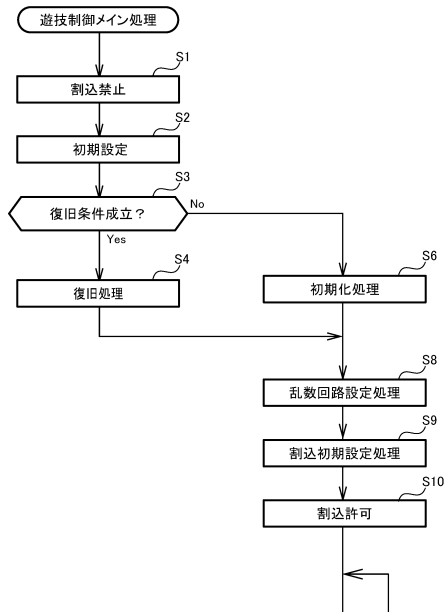 遊技制御メイン処理
S1
割込禁止
S2
初期設定
S3
復旧条件成立？
No
Yes
S4
復旧処理
S6
初期化処理
S8
乱数回路設定処理
S9
割込初期設定処理
S10
割込許可